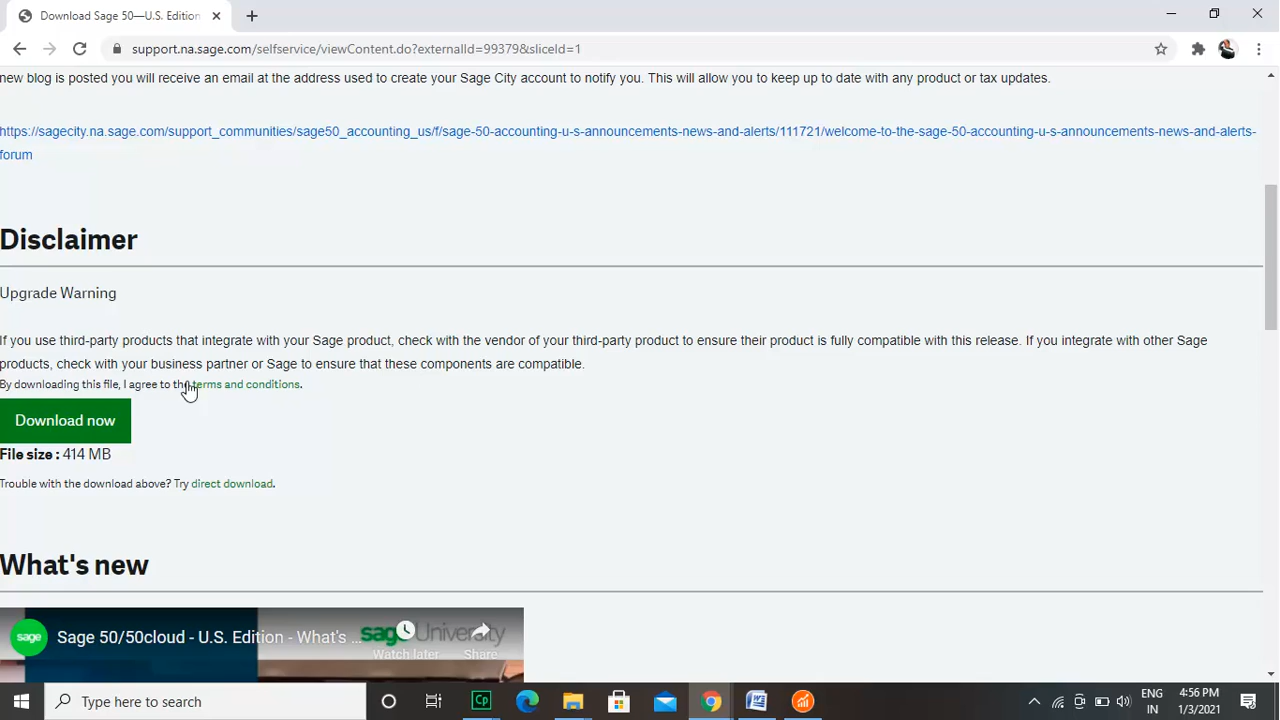 Download Sage 50—U.S. Edition
support.na.sage.com/selfservice/viewContent.do?externalId=99379&sliceId=1
new blog is posted you will receive an email at the address used to create your Sage City account to notify you. This will allow you to keep up to date with any product or tax updates.
https://sagecity.na.sage.com/support_communities/sage50_accounting_us/f/sage-50-accounting-u-s-announcements-news-and-alerts/111721/welcome-to-the-sage-50-accounting-u-s-announcements-news-and-alerts-
forum
Disclaimer
Upgrade Warning
If you use third-party products that integrate with your Sage product, check with the vendor of your third-party product to ensure their product is fully compatible with this release. If you integrate with other Sage
products, check with your business partner or Sage to ensure that these components are compatible.
By downloading this file, I agree to the terms and conditions.
Download now
File size : 414 MB
Trouble with the download above? Try direct download.
What's new
sage
Sage 50/50cloud - U.S. Edition - What's ...
sage University
Watch later
Share
Type here to search
Cp
ENG
IN
4:56 PM
1/3/2021